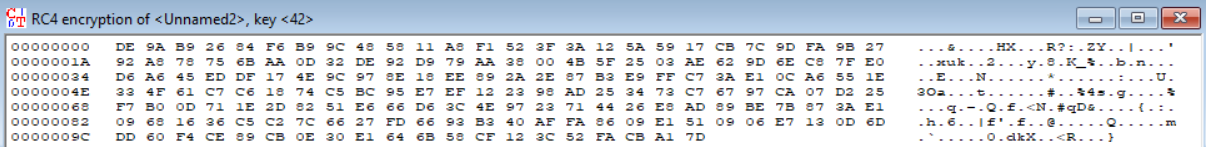 RC4 encryption of <Unnamed2>, key <42>
00000000 DE 9A B9 26 84 F6 B9 9C 48 58 11 A8 F1 52 3F 3A 12 5A 59 17 CB 7C 9D FA 9B 27 ...&....HX...R?:.ZY..|...'
0000001A 92 A8 78 75 6B AA 0D 32 DE 92 D9 79 AA 38 00 4B 5F 25 03 AE 62 9D 6E C8 7F E0 ..xuk..2...y.8.K_%..b.n...
00000034 D6 A6 45 ED DF 17 4E 9C 97 8E 18 EE 89 2A 2E 87 B3 E9 FF C7 3A E1 0C A6 55 1E ..E...N......*......:...U.
0000004E 33 4F 61 C7 C6 18 74 C5 BC 95 E7 EF 12 23 98 AD 25 34 73 C7 67 97 CA 07 D2 25 3Oa...t......#..%4s.g....%
00000068 F7 B0 0D 71 1E 2D 82 51 E6 66 D6 3C 4E 97 23 71 44 26 E8 AD 89 BE 7B 87 3A E1 ...q.-.Q.f.<N.#qD&....{.:.
00000082 09 68 16 36 C5 C2 7C 66 27 FD 66 93 B3 40 AF FA 86 09 E1 51 09 06 E7 13 0D 6D .h.6..|f'.f..@.....Q.....m
0000009C DD 60 F4 CE 89 CB 0E 30 E1 64 6B 58 CF 12 3C 52 FA CB A1 7D .`.....0.dkX..<R...}